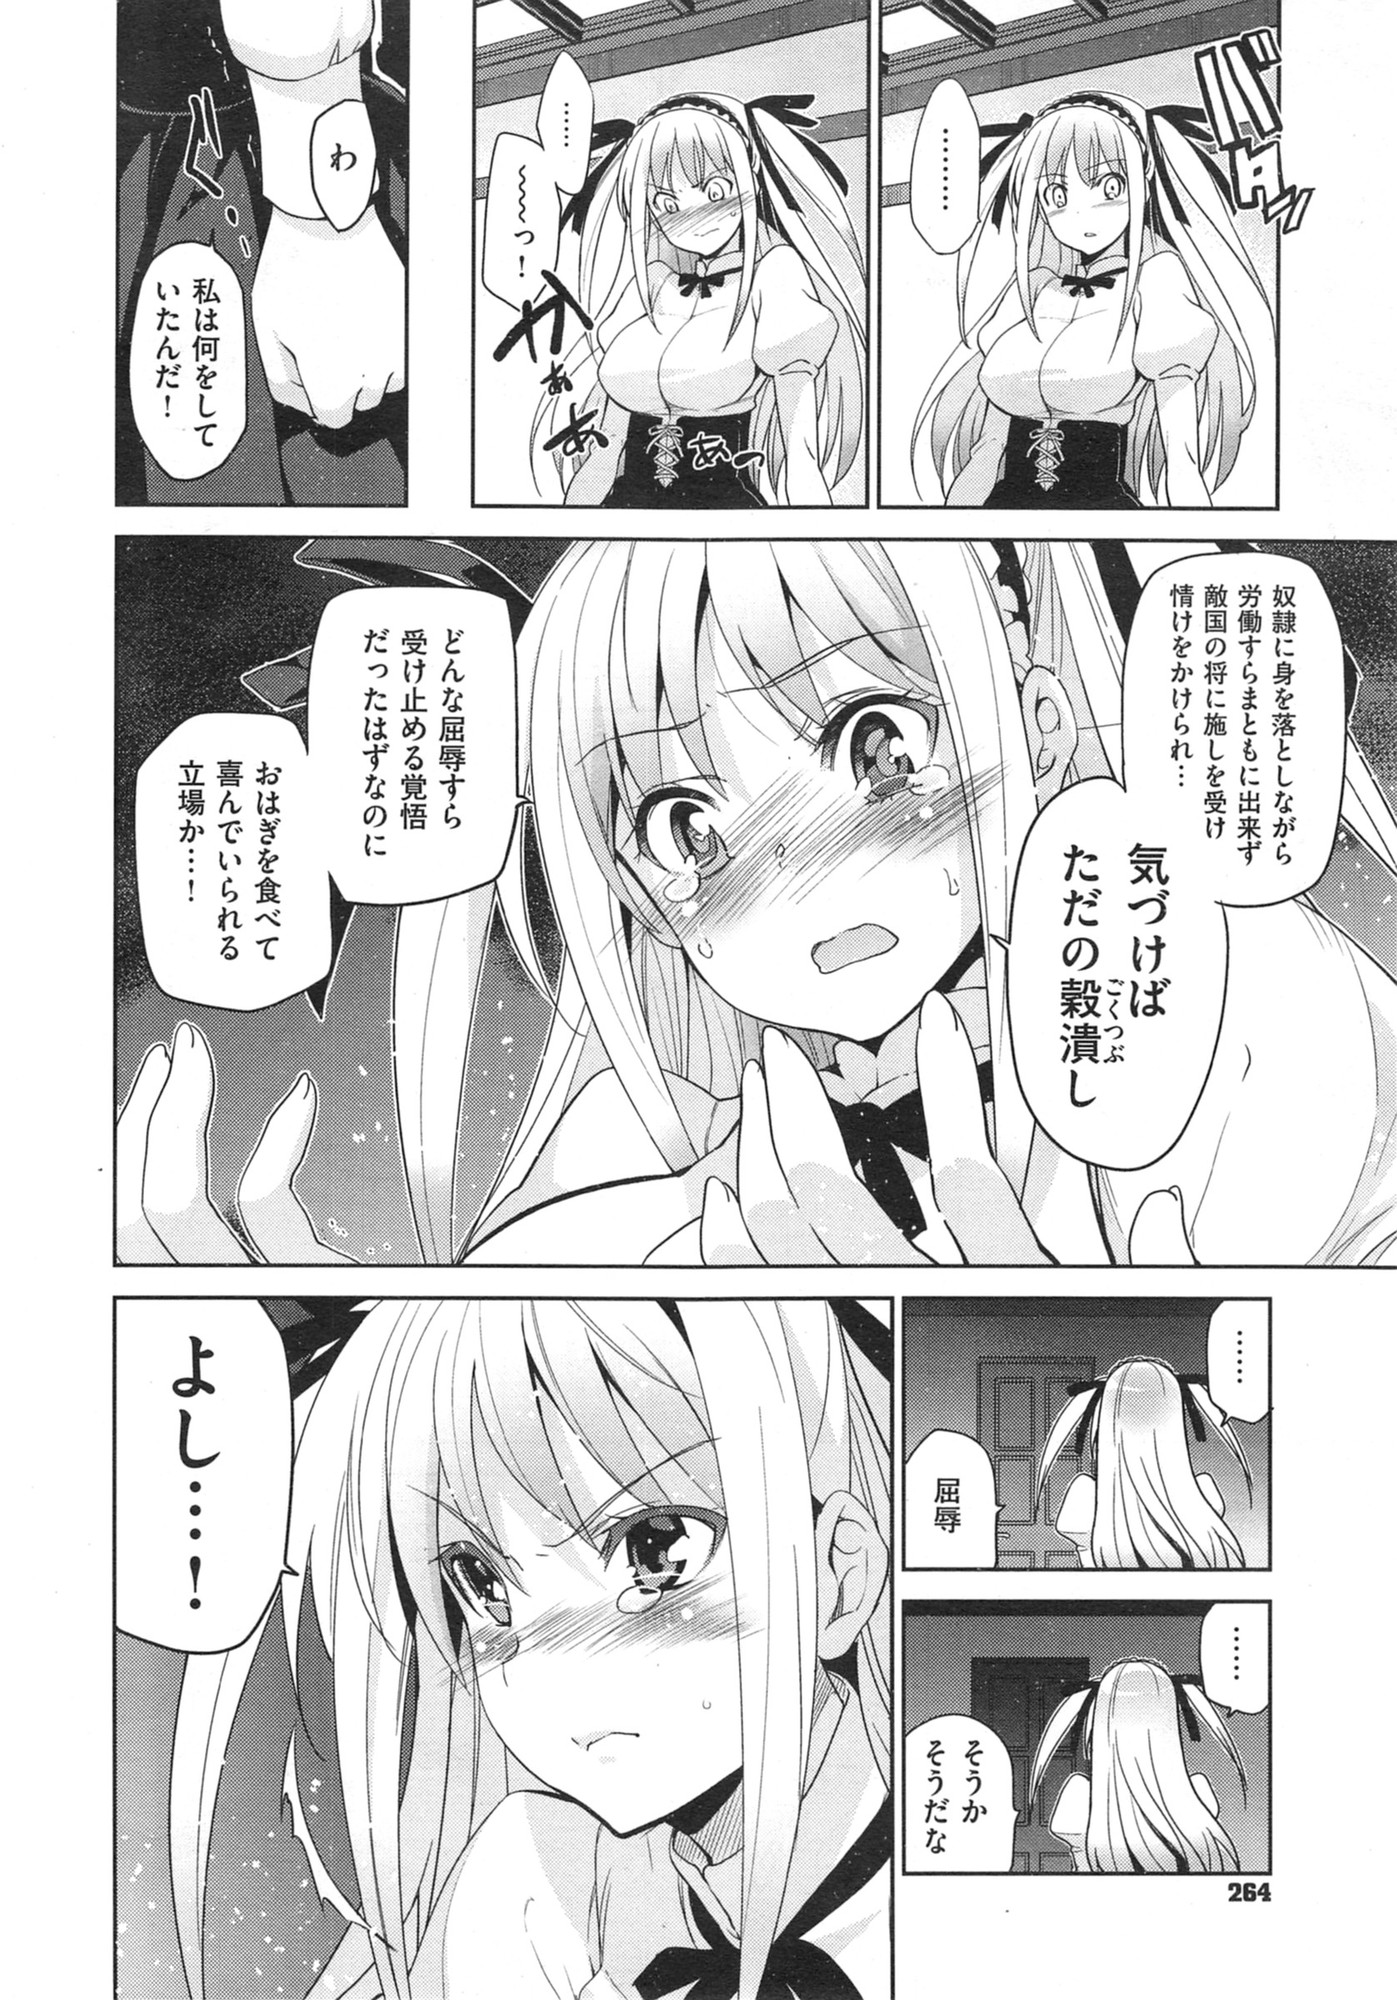 バタンッ
………
……
～～～っ！
かぁ
ああ
あっ
わ
私は何をして
いたんだ！
奴隷に身を落としながら
労働すらまともに出来ず
敵国の将に施しを受け
情けをかけられ…
気づけば
ただの穀潰し
ごくつぶ
どんな屈辱すら
受け止める覚悟
だったはずなのに
おはぎを食べて
喜んでいられる
立場か…！
……
屈辱
……
そうか
そうだな
よし…！
264